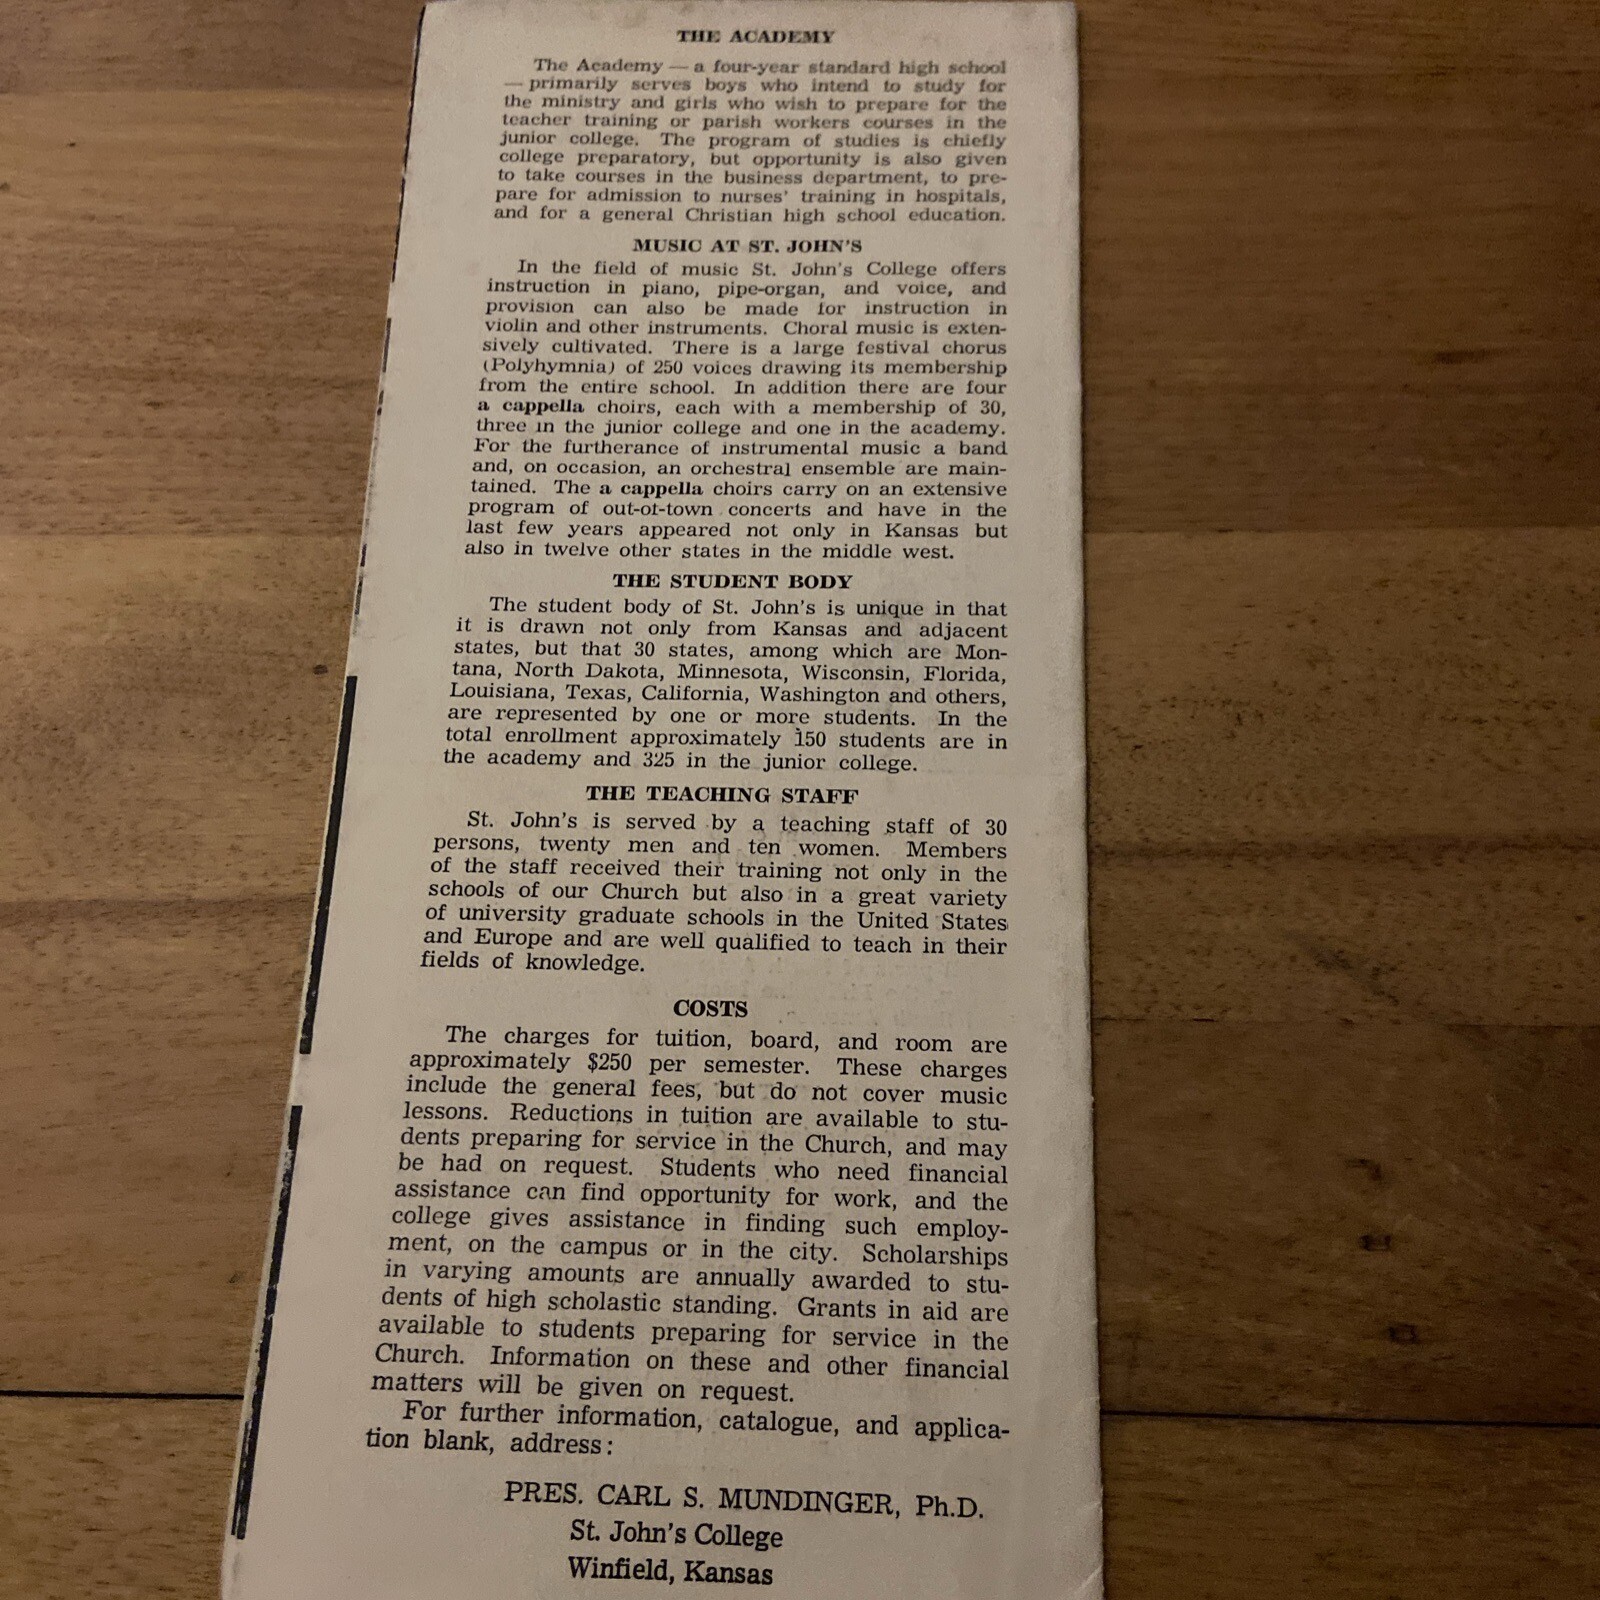 THE ACADEMY
The Academy — a four-year standard high school
— primarily serves boys who intend to study for
the ministry and girls who wish to prepare for the
teacher training or parish workers courses in the
junior college. The program of studies is chiefly
college preparatory, but opportunity is also given
to take courses in the business department, to pre-
pare for admission to nurses' training in hospitals,
and for a general Christian high school education.
MUSIC AT ST. JOHN'S
In the field of music St. John's College offers
instruction in piano, pipe-organ, and voice, and
provision can also be made for instruction in
violin and other instruments. Choral music is exten-
sively cultivated. There is a large festival chorus
(Polyhymnia) of 250 voices drawing its membership
from the entire school. In addition there are four
a cappella choirs, each with a membership of 30,
three in the junior college and one in the academy.
For the furtherance of instrumental music a band
and, on occasion, an orchestral ensemble are main-
tained. The a cappella choirs carry on an extensive
program of out-of-town concerts and have in the
last few years appeared not only in Kansas but
also in twelve other states in the middle west.
THE STUDENT BODY
The student body of St. John's is unique in that
it is drawn not only from Kansas and adjacent
states, but that 30 states, among which are Mon-
tana, North Dakota, Minnesota, Wisconsin, Florida,
Louisiana, Texas, California, Washington and others,
are represented by one or more students. In the
total enrollment approximately 150 students are in
the academy and 325 in the junior college.
THE TEACHING STAFF
St. John's is served by a teaching staff of 30
persons, twenty men and ten women. Members
of the staff received their training not only in the
schools of our Church but also in a great variety
of university graduate schools in the United States
and Europe and are well qualified to teach in their
fields of knowledge.
COSTS
The charges for tuition, board, and room are
approximately $250 per semester. These charges
include the general fees, but do not cover music
lessons. Reductions in tuition are available to stu-
dents preparing for service in the Church, and may
be had on request. Students who need financial
assistance can find opportunity for work, and the
college gives assistance in finding such employ-
ment, on the campus or in the city. Scholarships
in varying amounts are annually awarded to stu-
dents of high scholastic standing. Grants in aid are
available to students preparing for service in the
Church. Information on these and other financial
matters will be given on request.
For further information, catalogue, and applica-
tion blank, address:
PRES. CARL S. MUNDINGER, Ph.D.
St. John's College
Winfield, Kansas